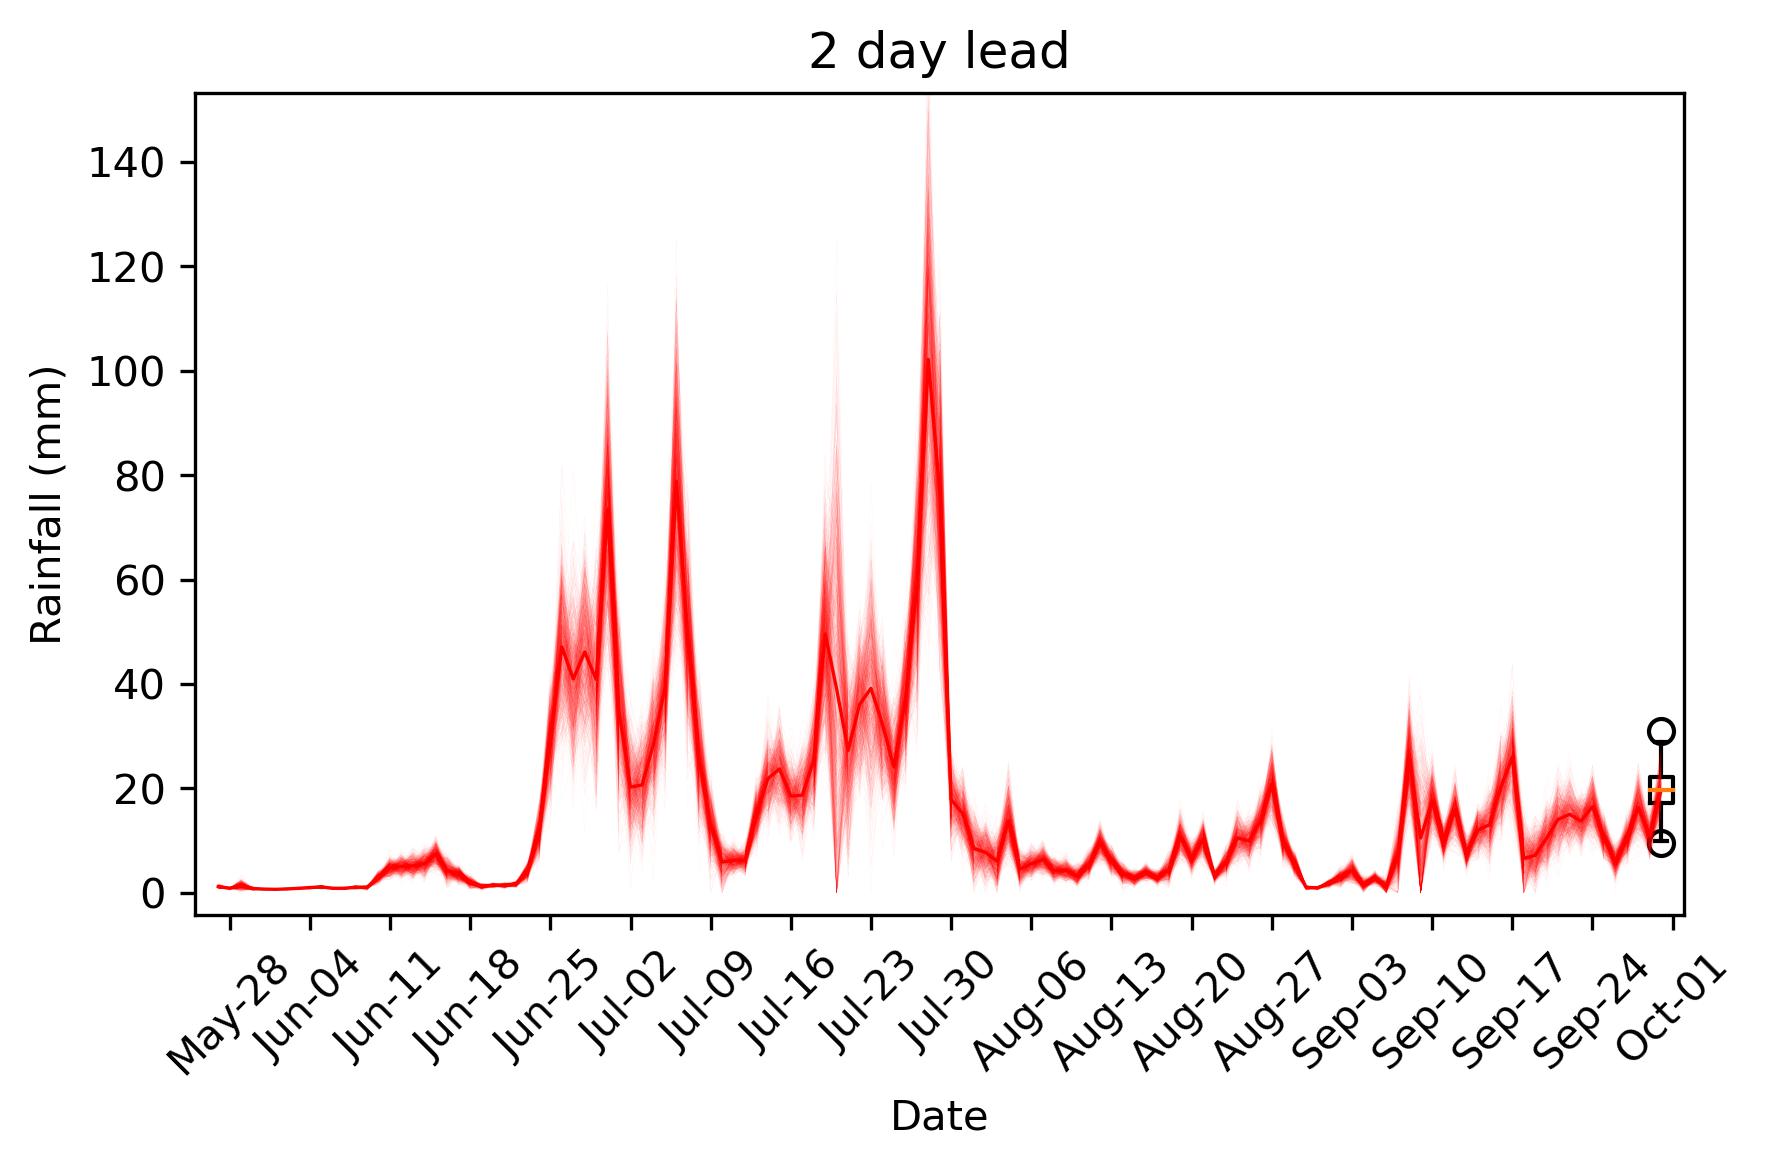 2 day lead
Rainfall (mm)
140
120
100
80
60
40
20
0
May-28
Jun-04
Jun-11
Jun-18
Jun-25
Jul-02
Jul-09
Jul-16
Jul-23
Jul-30
Aug-06
Aug-13
Aug-20
Aug-27
Sep-03
Sep-10
Sep-17
Sep-24
Oct-01
Date